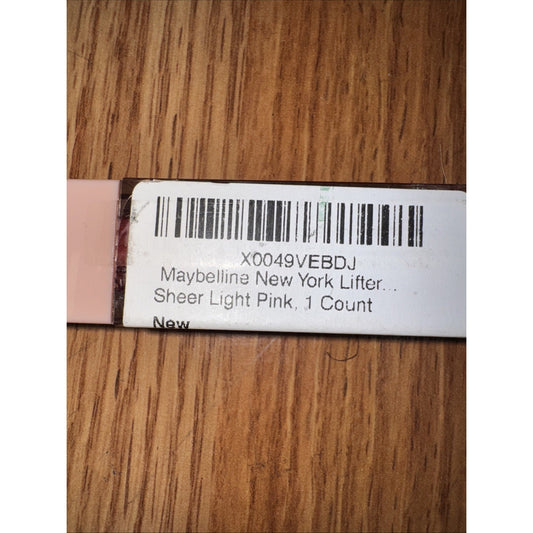 X0049VEBDJ
Maybelline New York Lifter...
Sheer Light Pink, 1 Count
New